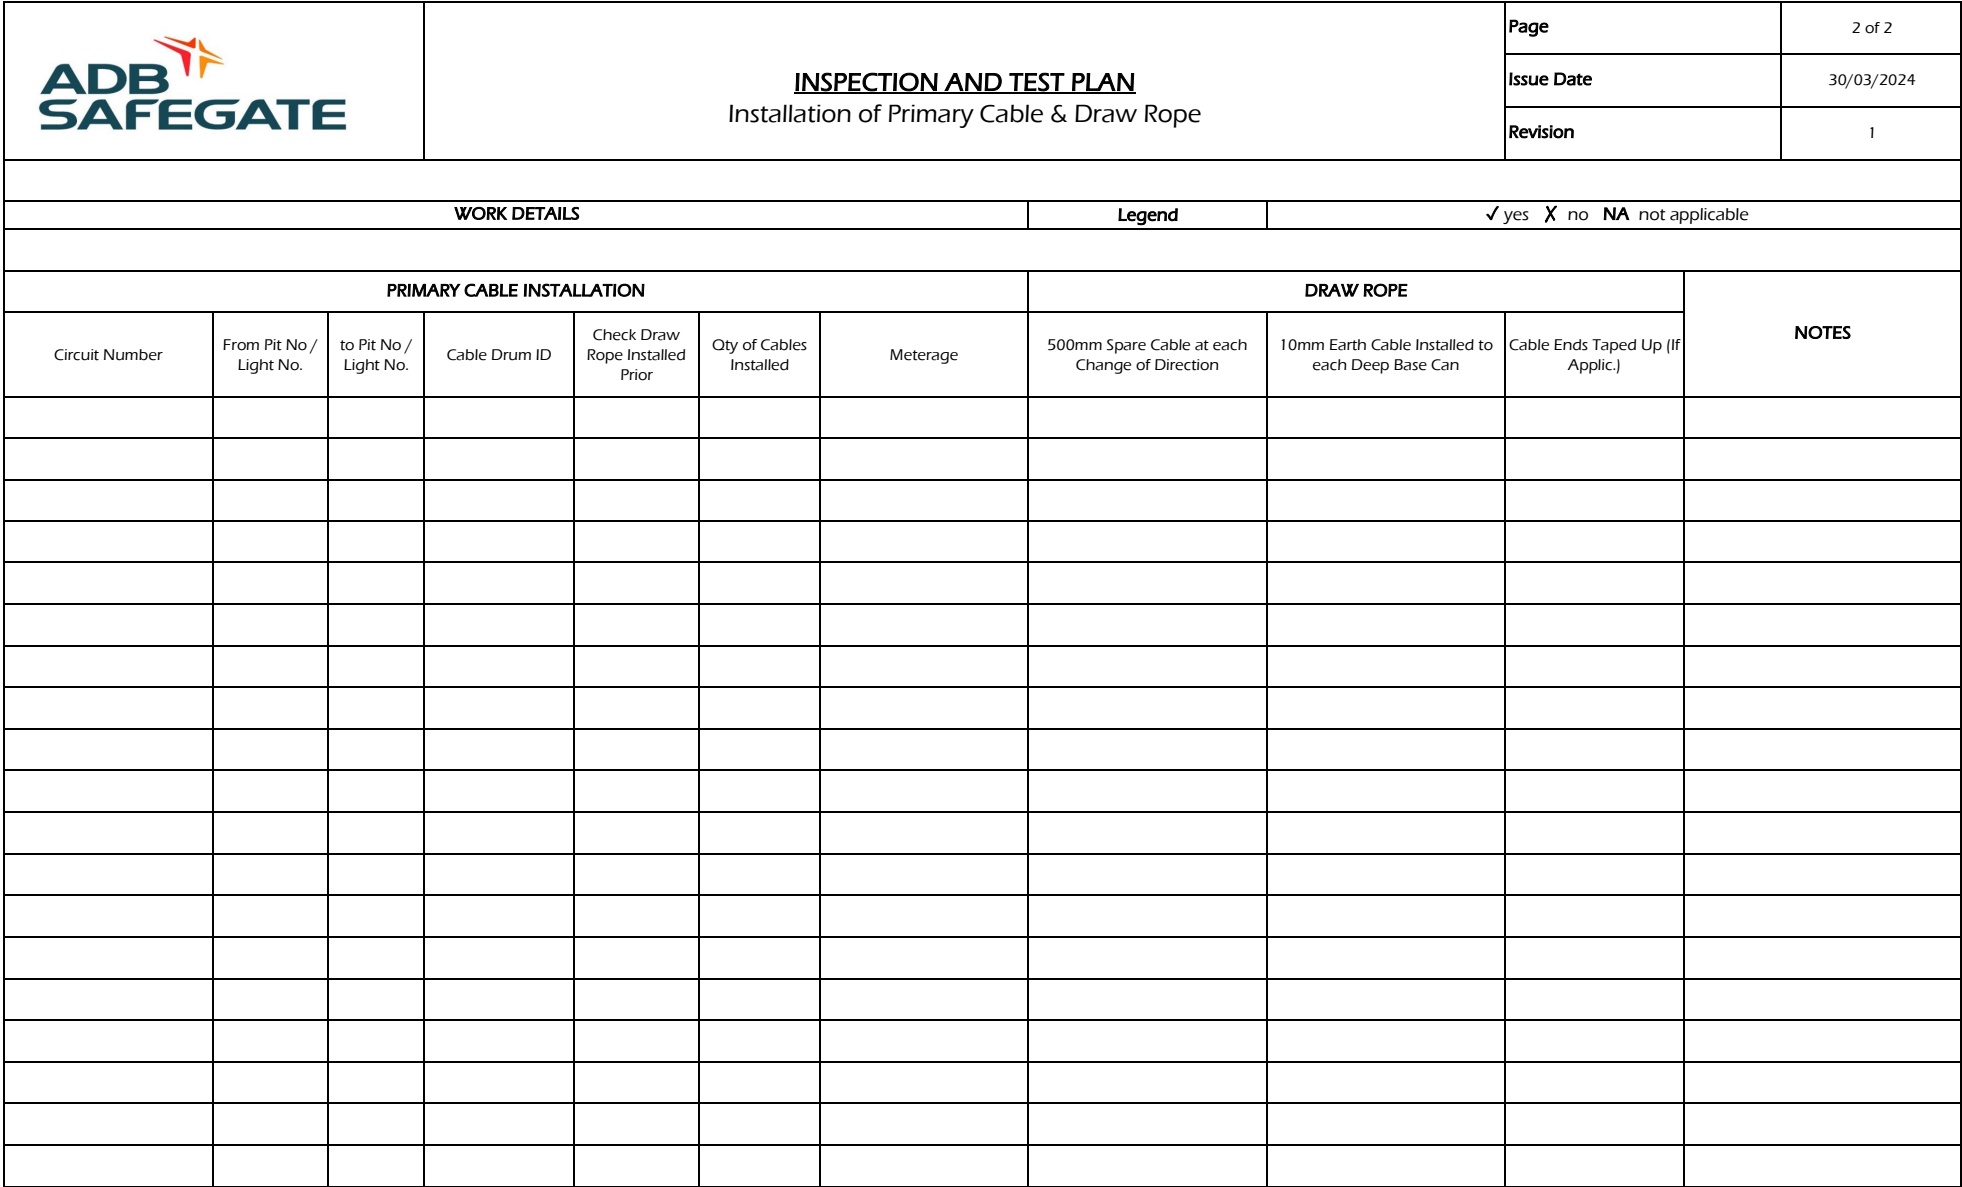 ADB
SAFEGATE
INSPECTION AND TEST PLAN
Installation of Primary Cable & Draw Rope
Page
2 of 2
Issue Date
30/03/2024
Revision
1
WORK DETAILS
Legend
✓ yes ✗ no NA not applicable
PRIMARY CABLE INSTALLATION
DRAW ROPE
NOTES
Circuit Number
From Pit No /
Light No.
to Pit No /
Light No.
Cable Drum ID
Check Draw
Rope Installed
Prior
Qty of Cables
Installed
Meterage
500mm Spare Cable at each
Change of Direction
10mm Earth Cable Installed to
each Deep Base Can
Cable Ends Taped Up (If
Applic.)